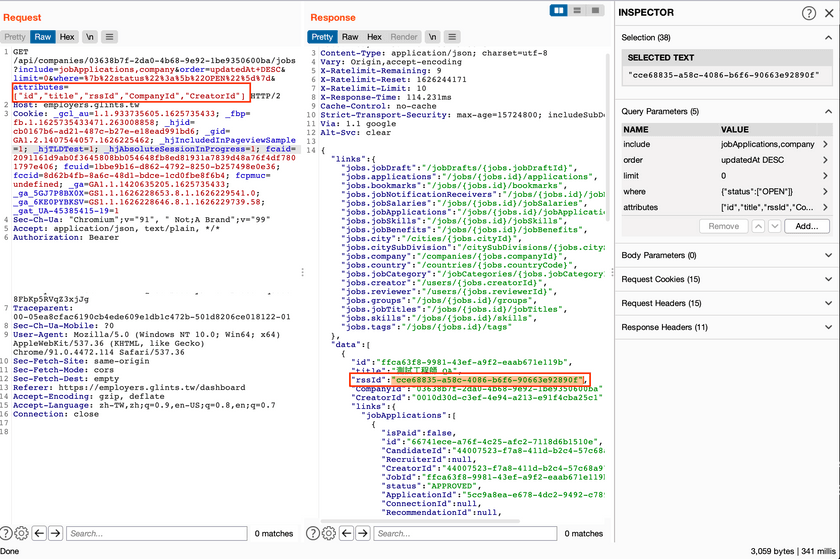 Request
Pretty Raw Hex \n
1 GET
/api/companies/03638b7f-2da0-4b68-9e92-1be9350600ba/jobs
?include=jobApplications,company&order=updatedAt+DESC&
limit=0&where=%7b%22status%22%3a%5b%22OPEN%22%5d%7d&
attributes=
["id","title","rssId","CompanyId","CreatorId"] HTTP/2
2 Host: employers.glints.tw
3 Cookie: _gcl_au=1.1.933735605.1625735433; _fbp=
fb.1.1625735433471.263009858; _hjid=
cb0167b6-ad21-487c-b27e-e18ead991bd6; _gid=
GA1.2.1407544057.1626225462; _hjIncludedInPageviewSample
=1; _hjTLDTest=1; _hjAbsoluteSessionInProgress=1; fcaid=
2091161d9ab0f3645808bb054648fb8ed81931a7839d48a76f4df780
1797e406; fcuid=1bbe9b16-d862-4792-8250-b257498e0e36;
fccid=8d62b4fb-8a6c-48d1-bdce-1cd0fbe8f6b4; fcpmuc=
undefined; _ga=GA1.1.1420635205.1625735433;
_ga_5GJ7P8BX0X=GS1.1.1626228653.8.1.1626229541.0;
_ga_6KE0PYBKSV=GS1.1.1626228646.8.1.1626229739.58;
_gat_UA-45385415-19=1
4 Sec-Ch-Ua: "Chromium";v="91", " Not;A Brand";v="99"
5 Accept: application/json, text/plain, */*
6 Authorization: Bearer
8FbKp5RVqZ3xjJg
7 Traceparent:
00-05ea8cfac6190cb4ede609e1db1c472b-501d8206ce018122-01
8 Sec-Ch-Ua-Mobile: ?0
9 User-Agent: Mozilla/5.0 (Windows NT 10.0; Win64; x64)
AppleWebKit/537.36 (KHTML, like Gecko)
Chrome/91.0.4472.114 Safari/537.36
10 Sec-Fetch-Site: same-origin
11 Sec-Fetch-Mode: cors
12 Sec-Fetch-Dest: empty
13 Referer: https://employers.glints.tw/dashboard
14 Accept-Encoding: gzip, deflate
15 Accept-Language: zh-TW,zh;q=0.9,en-US;q=0.8,en;q=0.7
16 Connection: close
17
18
Search... 0 matches
Done
Response
Pretty Raw Hex Render \n
3 Content-Type: application/json; charset=utf-8
4 Vary: Origin,accept-encoding
5 X-Ratelimit-Remaining: 9
6 X-Ratelimit-Reset: 1626244171
7 X-Ratelimit-Limit: 10
8 X-Response-Time: 114.231ms
9 Cache-Control: no-cache
10 Strict-Transport-Security: max-age=15724800; includeSubDo
11 Via: 1.1 google
12 Alt-Svc: clear
13
14 {
"links":{
"jobs.jobDraft":"/jobDrafts/{jobs.jobDraftId}",
"jobs.applications":"/jobs/{jobs.id}/applications",
"jobs.bookmarks":"/jobs/{jobs.id}/bookmarks",
"jobs.jobNotificationReceivers":"/jobs/{jobs.id}/jobN
"jobs.jobSalaries":"/jobs/{jobs.id}/jobSalaries",
"jobs.jobApplications":"/jobs/{jobs.id}/jobApplicatio
"jobs.jobSkills":"/jobs/{jobs.id}/jobSkills",
"jobs.jobBenefits":"/jobs/{jobs.id}/jobBenefits",
"jobs.city":"/cities/{jobs.cityId}",
"jobs.citySubDivision":"/citySubDivisions/{jobs.city
"jobs.company":"/companies/{jobs.companyId}",
"jobs.country":"/countries/{jobs.countryCode}",
"jobs.jobCategory":"/jobCategories/{jobs.jobCategory
"jobs.creator":"/users/{jobs.creatorId}",
"jobs.reviewer":"/users/{jobs.reviewerId}",
"jobs.groups":"/jobs/{jobs.id}/groups",
"jobs.jobTitles":"/jobs/{jobs.id}/jobTitles",
"jobs.skills":"/jobs/{jobs.id}/skills",
"jobs.tags":"/jobs/{jobs.id}/tags"
},
"data":[
{
"id":"ffca63f8-9981-43ef-a9f2-eaab671e119b",
"title":"測試工程師 QA",
"rssId":"cce68835-a58c-4086-b6f6-90663e92890f",
"CompanyId":"03638b7f-2da0-4b68-9e92-1be9350600ba"
"CreatorId":"0010d30d-c3ef-4e94-a213-e91f4cba25c1"
"links":{
"jobApplications":[
{
"isPaid":false,
"id":"66741ece-a76f-4c25-afc2-7118d6b1510e",
"CandidateId":"44007523-f7a8-411d-b2c4-57c68a
"RecruiterId":null,
"CreatorId":"44007523-f7a8-411d-b2c4-57c68a9
"JobId":"ffca63f8-9981-43ef-a9f2-eaab671e119
"status":"APPROVED",
"ApplicationId":"5cc9a8ea-e678-4dc2-9492-c78
"ConnectionId":null,
"RecommendationId":null,
Search... 0 matches
INSPECTOR
Selection (38)
SELECTED TEXT
"cce68835-a58c-4086-b6f6-90663e92890f"
Query Parameters (5)
NAME VALUE
include jobApplications,company
order updatedAt DESC
limit 0
where {"status":["OPEN"]}
attributes ["id","title","rssId","Co...
Remove Add...
Body Parameters (0)
Request Cookies (15)
Request Headers (15)
Response Headers (11)
3,059 bytes | 341 millis